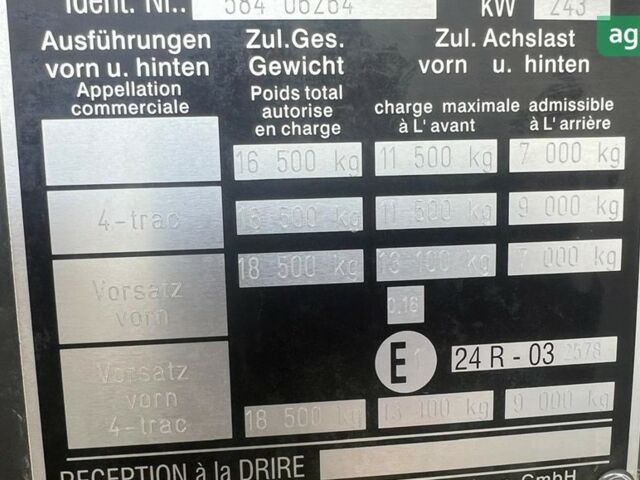 Ident. Nr.: 584 06264 kW 243
ag
Ausführungen Zul.Ges. Zul. Achslast
vorn u. hinten Gewicht vorn u. hinten
Appellation Poids total charge maximale admissible
commerciale autorise à L'avant à L'arrière
en charge
16 500 kg 11 500 kg 7 000 kg
4-trac 16 500 kg 11 500 kg 9 000 kg
18 500 kg 13 100 kg 7 000 kg
Vorsatz
vorn
0.16
E 1 24 R - 03 2578
Vorsatz
vorn
4-trac 18 500 kg 13 100 kg 9 000 kg
RECEPTION à la DRIRE
GmbH